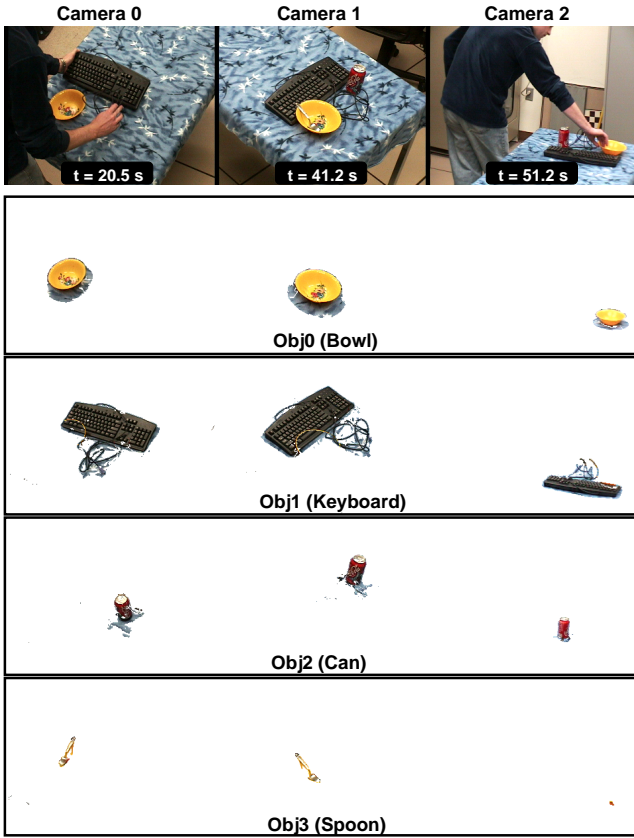 Camera 0 Camera 1 Camera 2
t = 20.5 s t = 41.2 s t = 51.2 s
Obj0 (Bowl)
Obj1 (Keyboard)
Obj2 (Can)
Obj3 (Spoon)